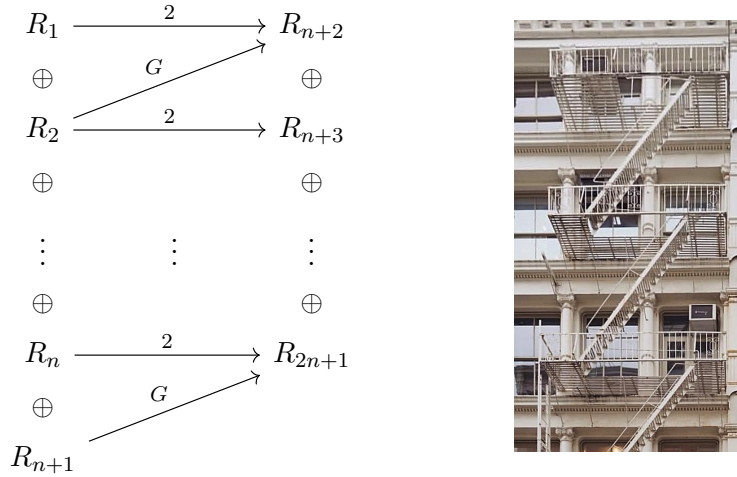 R_1 2 R_{n+2}
⊕ G ⊕
R_2 2 R_{n+3}
⊕ ⊕
⋮ ⋮ ⋮
⊕ ⊕
R_n 2 R_{2n+1}
⊕ G
R_{n+1}